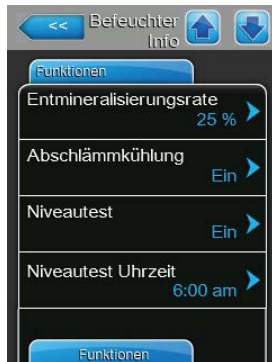 << Befeuchter
Info
Funktionen
Entmineralisierungsrate
25 %
Abschlämmkühlung
Ein
Niveautest
Ein
Niveautest Uhrzeit
6:00 am
Funktionen